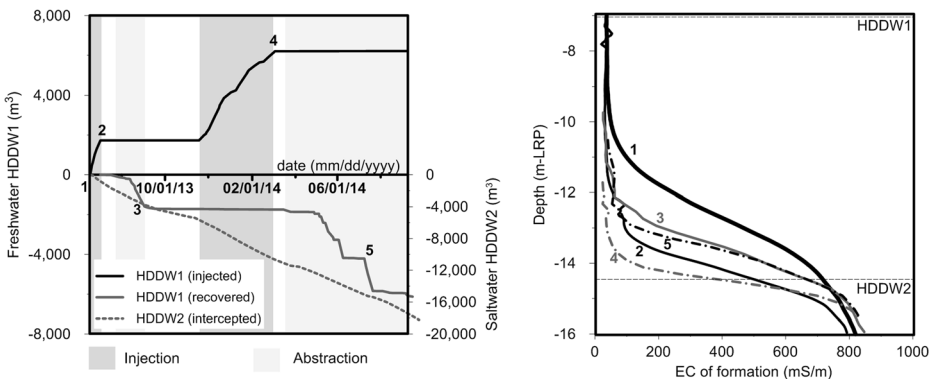 8,000
4,000
0
-4,000
-8,000
Freshwater HDDW1 (m³)
1
2
3
4
5
date (mm/dd/yyyy)
10/01/13
02/01/14
06/01/14
0
-4,000
-8,000
-12,000
-16,000
-20,000
Saltwater HDDW2 (m³)
HDDW1 (injected)
HDDW1 (recovered)
HDDW2 (intercepted)
Injection
Abstraction
HDDW1
-8
-10
-12
-14
-16
Depth (m-LRP)
1
3
5
2
4
HDDW2
0
200
400
600
800
1000
EC of formation (mS/m)